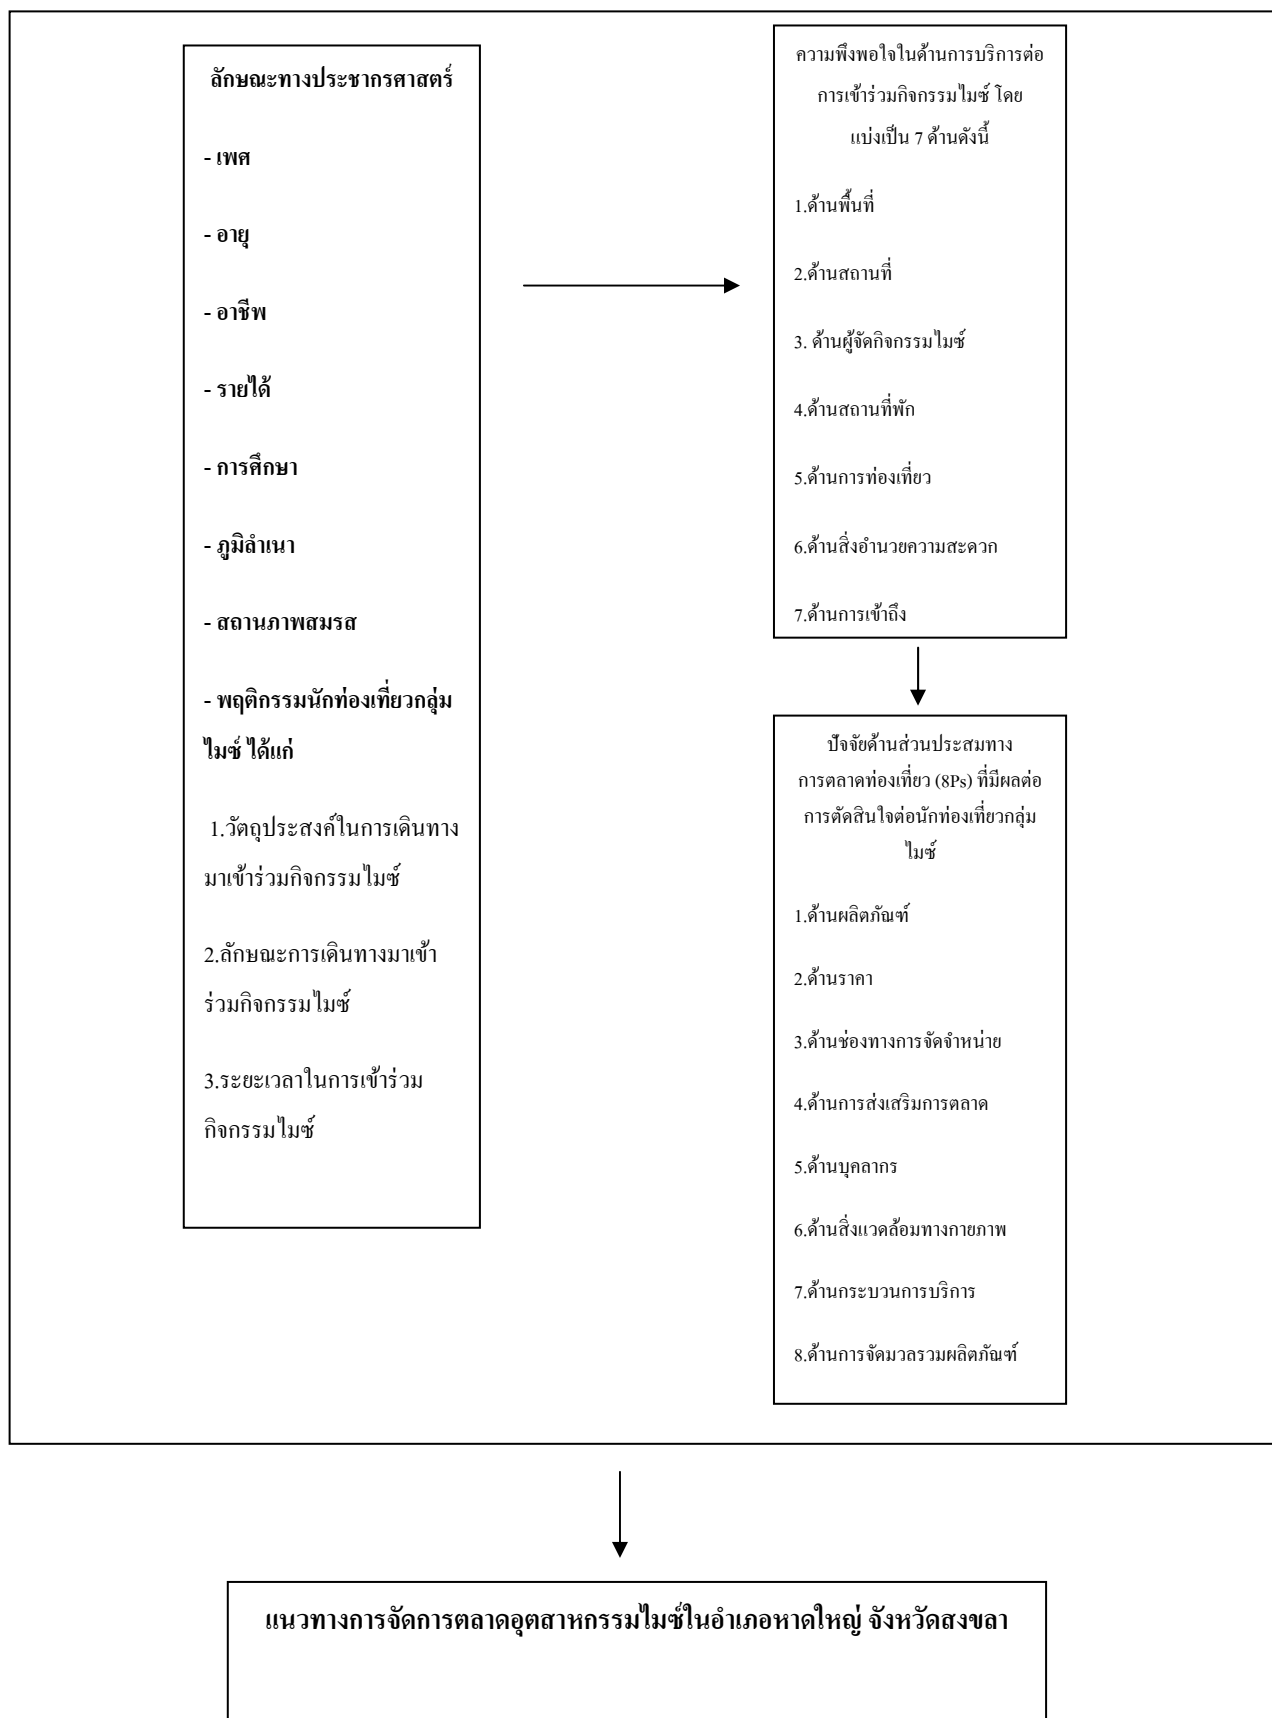 ลักษณะทางประชากรศาสตร์
- เพศ
- อายุ
- อาชีพ
- รายได้
- การศึกษา
- ภูมิลำเนา
- สถานภาพสมรส
- พฤติกรรมนักท่องเที่ยวกลุ่ม
ไมซ์ ได้แก่
1.วัตถุประสงค์ในการเดินทาง
มาเข้าร่วมกิจกรรมไมซ์
2.ลักษณะการเดินทางมาเข้า
ร่วมกิจกรรมไมซ์
3.ระยะเวลาในการเข้าร่วม
กิจกรรมไมซ์
ความพึงพอใจในด้านการบริการต่อ
การเข้าร่วมกิจกรรมไมซ์ โดย
แบ่งเป็น 7 ด้านดังนี้
1.ด้านพื้นที่
2.ด้านสถานที่
3. ด้านผู้จัดกิจกรรมไมซ์
4.ด้านสถานที่พัก
5.ด้านการท่องเที่ยว
6.ด้านสิ่งอำนวยความสะดวก
7.ด้านการเข้าถึง
ปัจจัยด้านส่วนประสมทาง
การตลาดท่องเที่ยว (8Ps) ที่มีผลต่อ
การตัดสินใจต่อนักท่องเที่ยวกลุ่ม
ไมซ์
1.ด้านผลิตภัณฑ์
2.ด้านราคา
3.ด้านช่องทางการจัดจำหน่าย
4.ด้านการส่งเสริมการตลาด
5.ด้านบุคลากร
6.ด้านสิ่งแวดล้อมทางกายภาพ
7.ด้านกระบวนการบริการ
8.ด้านการจัดมวลรวมผลิตภัณฑ์
แนวทางการจัดการตลาดอุตสาหกรรมไมซ์ในอำเภอหาดใหญ่ จังหวัดสงขลา